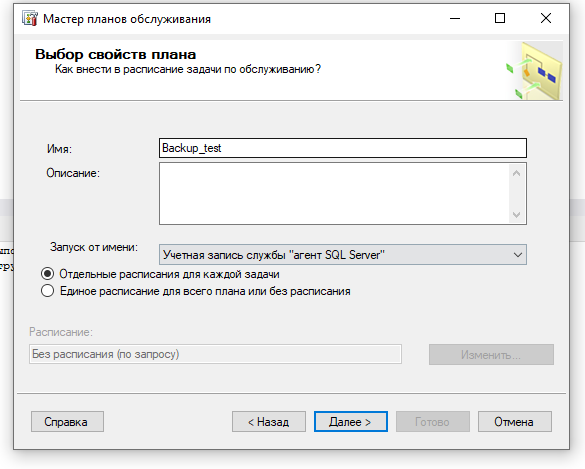 Мастер планов обслуживания
Выбор свойств плана
Как внести в расписание задачи по обслуживанию?
Имя:
Backup_test
Описание:
Запуск от имени:
Учетная запись службы "агент SQL Server"
Отдельные расписания для каждой задачи
Единое расписание для всего плана или без расписания
Расписание:
Без расписания (по запросу)
Изменить...
Справка
< Назад
Далее >
Готово
Отмена